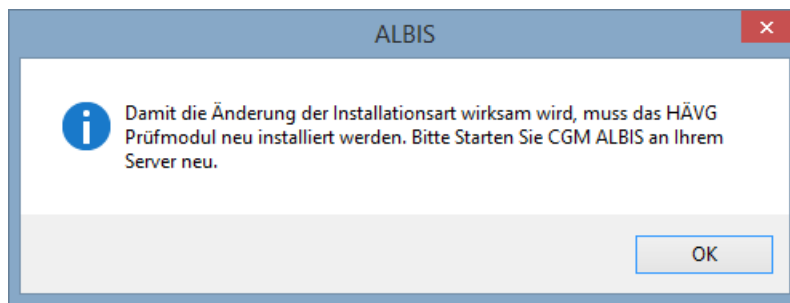 ALBIS
Damit die Änderung der Installationsart wirksam wird, muss das HÄVG
Prüfmodul neu installiert werden. Bitte Starten Sie CGM ALBIS an Ihrem
Server neu.
OK